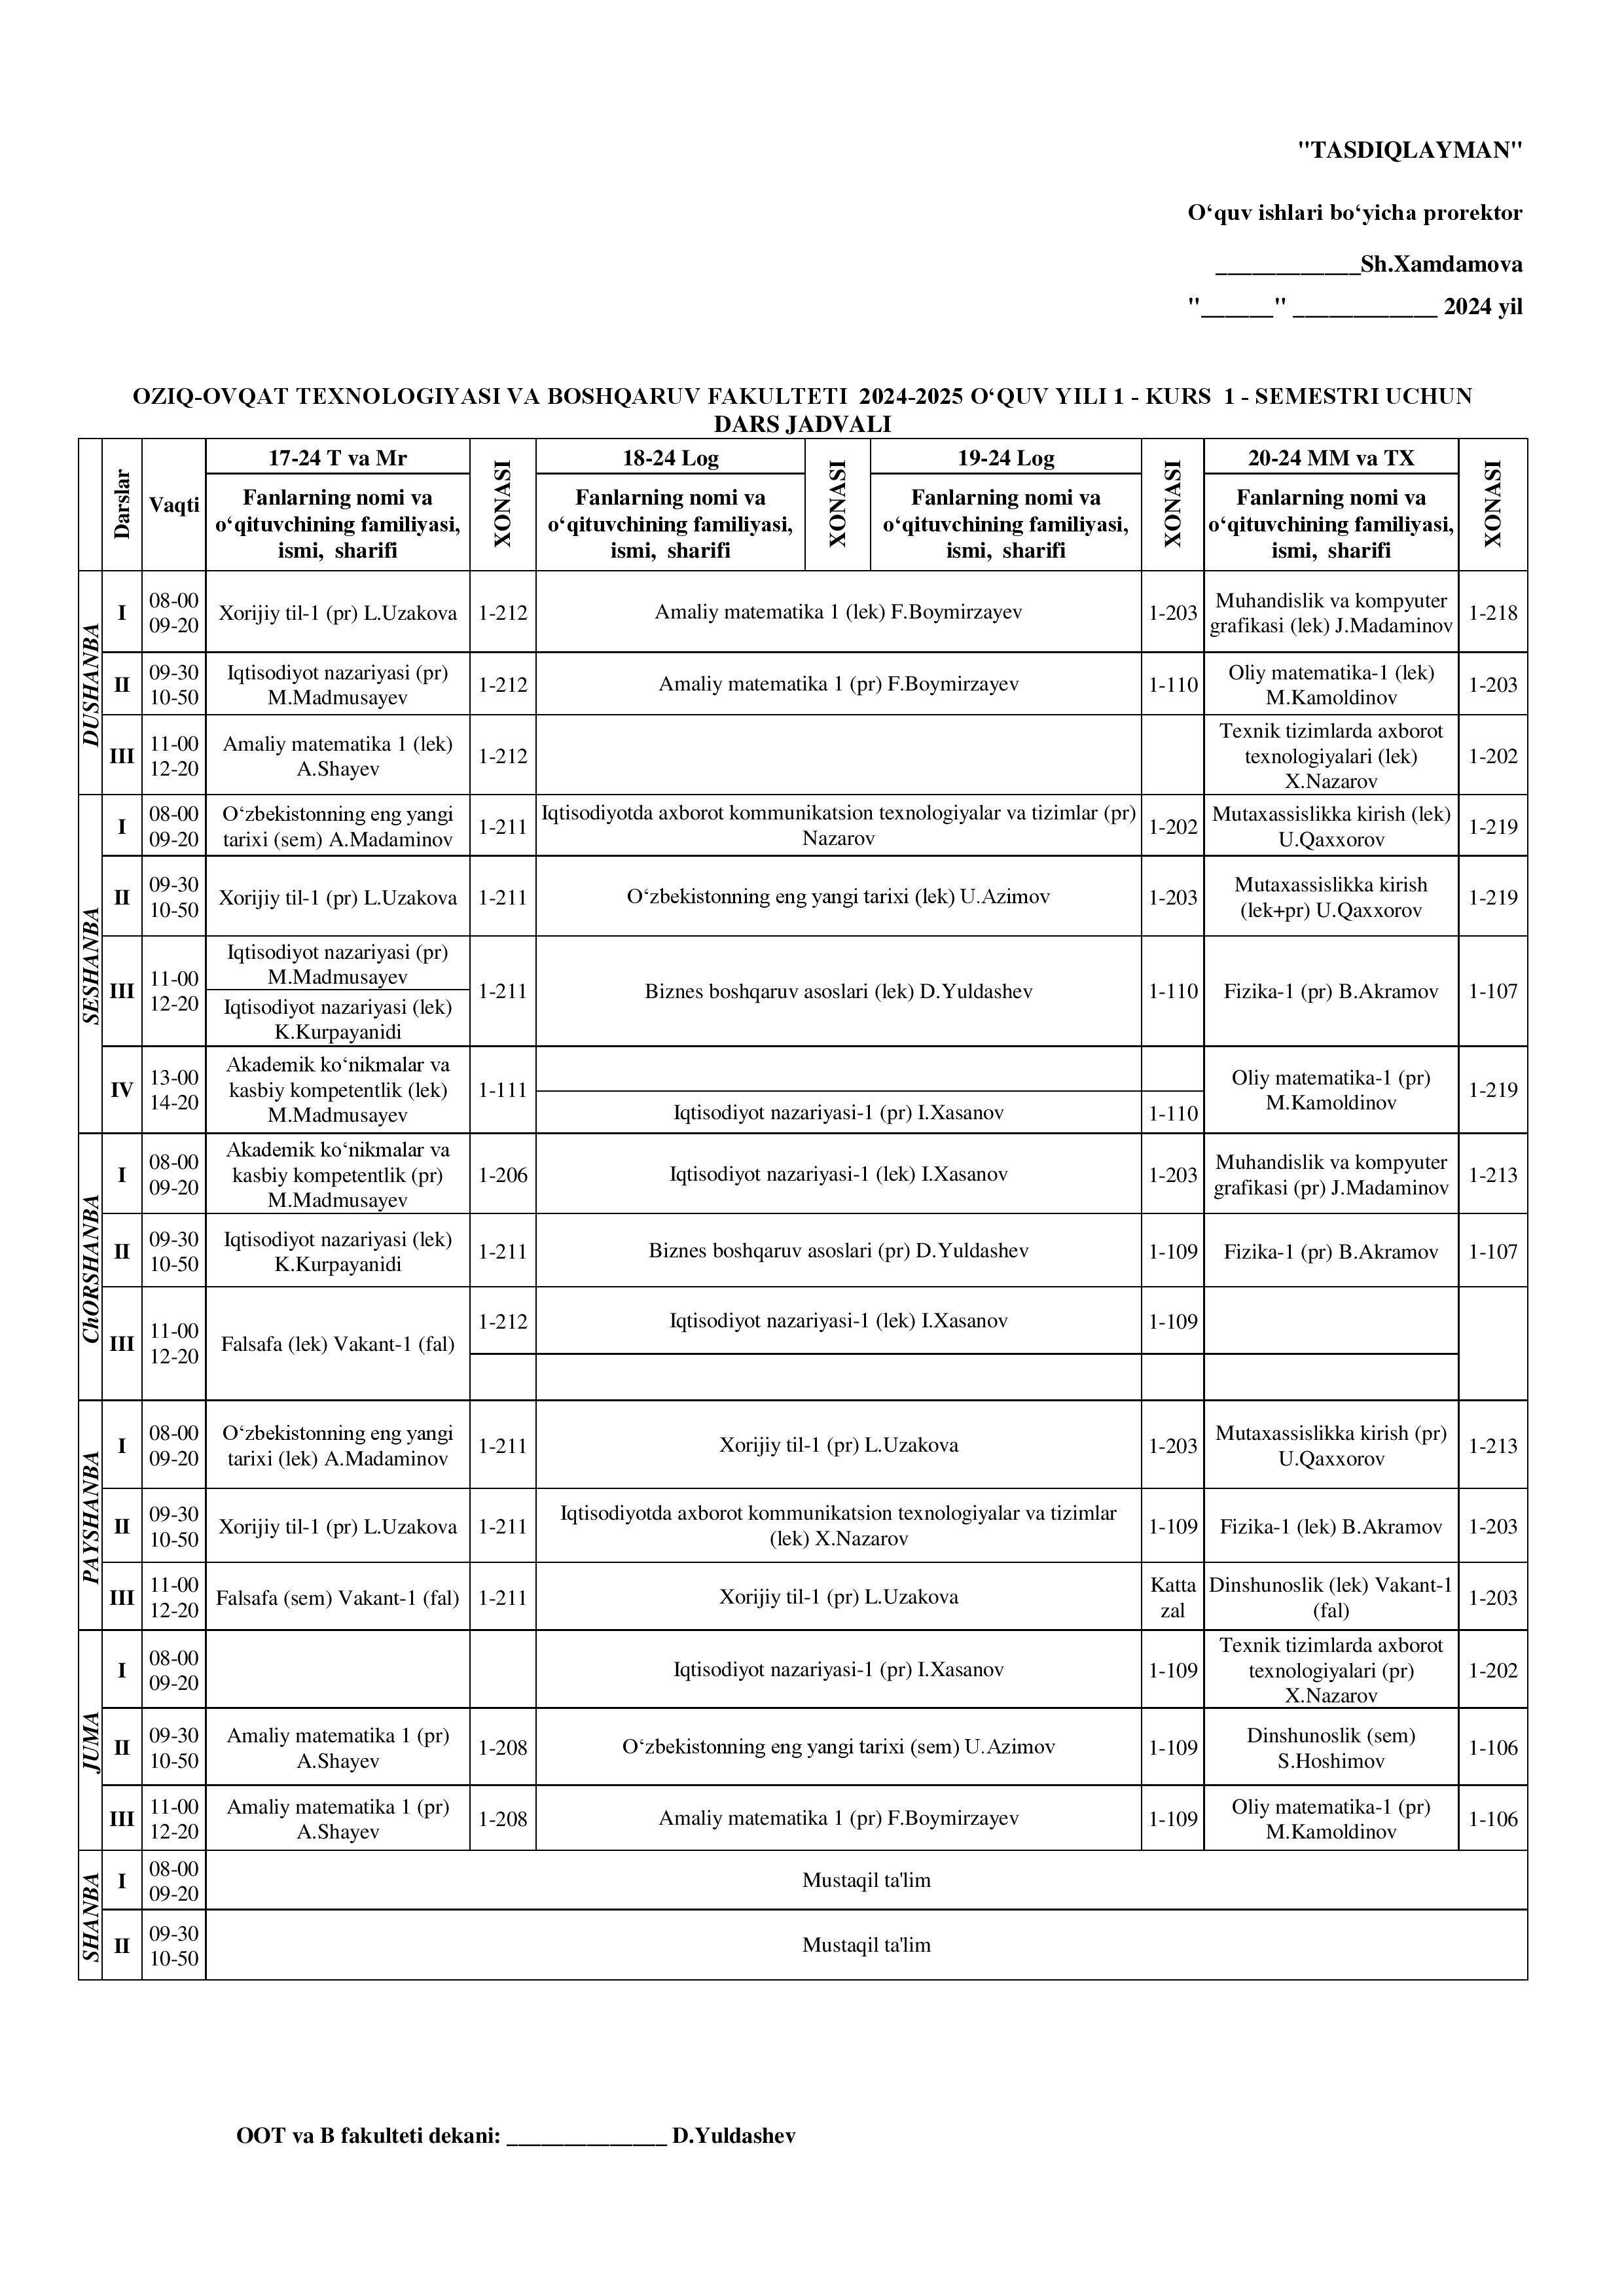 "TASDIQLAYMAN"
O‘quv ishlari bo‘yicha prorektor
____________Sh.Xamdamova
"______" ____________ 2024 yil
OZIQ-OVQAT TEXNOLOGIYASI VA BOSHQARUV FAKULTETI  2024-2025 O‘QUV YILI 1 - KURS  1 - SEMESTRI UCHUN
DARS JADVALI
Darslar
Vaqti
17-24 T va Mr
Fanlarning nomi va
o‘qituvchining familiyasi,
ismi,  sharifi
XONASI
18-24 Log
Fanlarning nomi va
o‘qituvchining familiyasi,
ismi,  sharifi
XONASI
19-24 Log
Fanlarning nomi va
o‘qituvchining familiyasi,
ismi,  sharifi
XONASI
20-24 MM va TX
Fanlarning nomi va
o‘qituvchining familiyasi,
ismi,  sharifi
XONASI
DUSHANBA
I
08-00
09-20
Xorijiy til-1 (pr) L.Uzakova
1-212
Amaliy matematika 1 (lek) F.Boymirzayev
1-203
Muhandislik va kompyuter
grafikasi (lek) J.Madaminov
1-218
II
09-30
10-50
Iqtisodiyot nazariyasi (pr)
M.Madmusayev
1-212
Amaliy matematika 1 (pr) F.Boymirzayev
1-110
Oliy matematika-1 (lek)
M.Kamoldinov
1-203
III
11-00
12-20
Amaliy matematika 1 (lek)
A.Shayev
1-212
Texnik tizimlarda axborot
texnologiyalari (lek)
X.Nazarov
1-202
SESHANBA
I
08-00
09-20
O‘zbekistonning eng yangi
tarixi (sem) A.Madaminov
1-211
Iqtisodiyotda axborot kommunikatsion texnologiyalar va tizimlar (pr)
Nazarov
1-202
Mutaxassislikka kirish (lek)
U.Qaxxorov
1-219
II
09-30
10-50
Xorijiy til-1 (pr) L.Uzakova
1-211
O‘zbekistonning eng yangi tarixi (lek) U.Azimov
1-203
Mutaxassislikka kirish
(lek+pr) U.Qaxxorov
1-219
III
11-00
12-20
Iqtisodiyot nazariyasi (pr)
M.Madmusayev
Iqtisodiyot nazariyasi (lek)
K.Kurpayanidi
1-211
Biznes boshqaruv asoslari (lek) D.Yuldashev
1-110
Fizika-1 (pr) B.Akramov
1-107
IV
13-00
14-20
Akademik ko‘nikmalar va
kasbiy kompetentlik (lek)
M.Madmusayev
1-111
Iqtisodiyot nazariyasi-1 (pr) I.Xasanov
1-110
Oliy matematika-1 (pr)
M.Kamoldinov
1-219
ChORSHANBA
I
08-00
09-20
Akademik ko‘nikmalar va
kasbiy kompetentlik (pr)
M.Madmusayev
1-206
Iqtisodiyot nazariyasi-1 (lek) I.Xasanov
1-203
Muhandislik va kompyuter
grafikasi (pr) J.Madaminov
1-213
II
09-30
10-50
Iqtisodiyot nazariyasi (lek)
K.Kurpayanidi
1-211
Biznes boshqaruv asoslari (pr) D.Yuldashev
1-109
Fizika-1 (pr) B.Akramov
1-107
III
11-00
12-20
Falsafa (lek) Vakant-1 (fal)
1-212
Iqtisodiyot nazariyasi-1 (lek) I.Xasanov
1-109
PAYSHANBA
I
08-00
09-20
O‘zbekistonning eng yangi
tarixi (lek) A.Madaminov
1-211
Xorijiy til-1 (pr) L.Uzakova
1-203
Mutaxassislikka kirish (pr)
U.Qaxxorov
1-213
II
09-30
10-50
Xorijiy til-1 (pr) L.Uzakova
1-211
Iqtisodiyotda axborot kommunikatsion texnologiyalar va tizimlar
(lek) X.Nazarov
1-109
Fizika-1 (lek) B.Akramov
1-203
III
11-00
12-20
Falsafa (sem) Vakant-1 (fal)
1-211
Xorijiy til-1 (pr) L.Uzakova
Katta
zal
Dinshunoslik (lek) Vakant-1
(fal)
1-203
JUMA
I
08-00
09-20
Iqtisodiyot nazariyasi-1 (pr) I.Xasanov
1-109
Texnik tizimlarda axborot
texnologiyalari (pr)
X.Nazarov
1-202
II
09-30
10-50
Amaliy matematika 1 (pr)
A.Shayev
1-208
O‘zbekistonning eng yangi tarixi (sem) U.Azimov
1-109
Dinshunoslik (sem)
S.Hoshimov
1-106
III
11-00
12-20
Amaliy matematika 1 (pr)
A.Shayev
1-208
Amaliy matematika 1 (pr) F.Boymirzayev
1-109
Oliy matematika-1 (pr)
M.Kamoldinov
1-106
SHANBA
I
08-00
09-20
Mustaqil ta'lim
II
09-30
10-50
Mustaqil ta'lim
OOT va B fakulteti dekani: ______________ D.Yuldashev